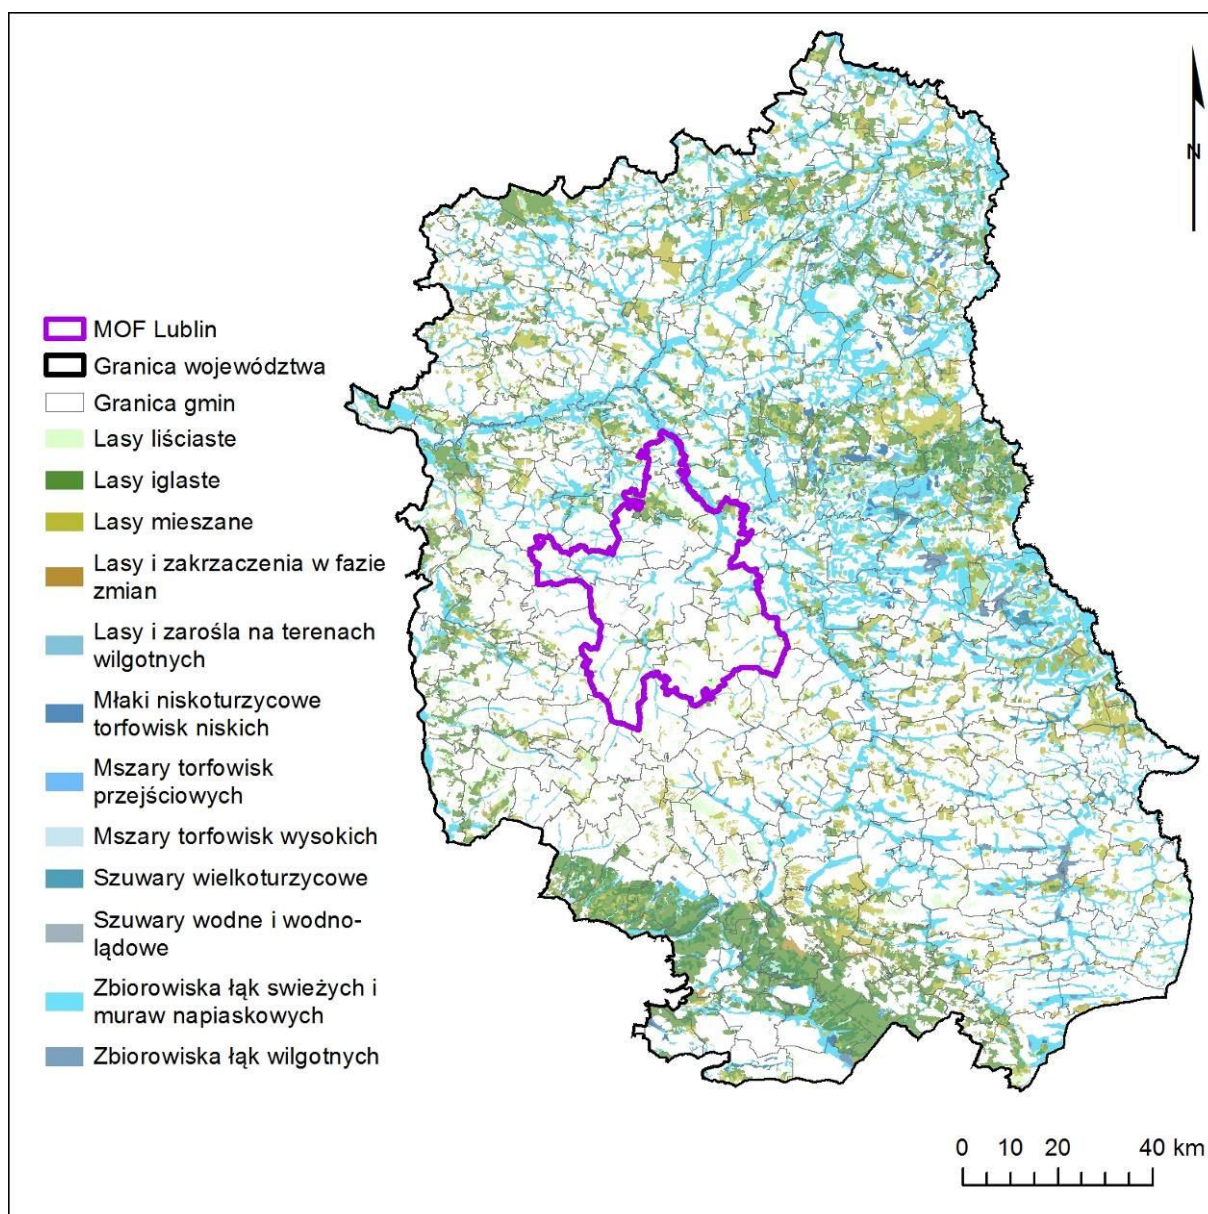 N
MOF Lublin
Granica województwa
Granica gmin
Lasy liściaste
Lasy iglaste
Lasy mieszane
Lasy i zakrzaczenia w fazie
zmian
Lasy i zarośla na terenach
wilgotnych
Młaki niskoturzycowe
torfowisk niskich
Mszary torfowisk
przejściowych
Mszary torfowisk wysokich
Szuwary wielkoturzycowe
Szuwary wodne i wodno-
lądowe
Zbiorowiska łąk swieżych i
muraw napiaskowych
Zbiorowiska łąk wilgotnych
0 10 20 40 km